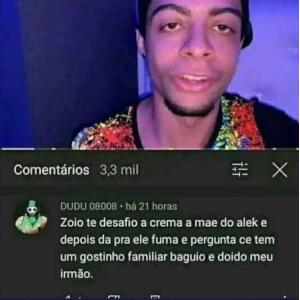 Comentários 3,3 mil
DUDU 08008 • há 21 horas
Zoio te desafio a crema a mae do alek e
depois da pra ele fuma e pergunta ce tem
um gostinho familiar baguio e doido meu
irmão.